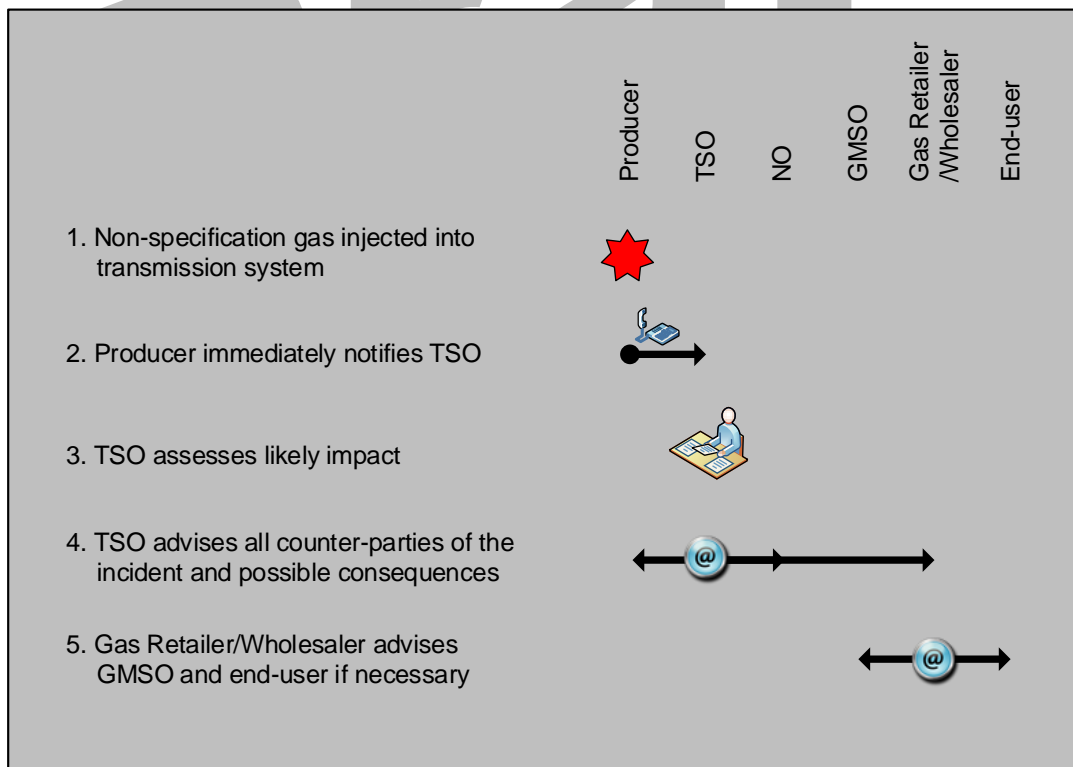 Producer
TSO
NO
GMSO
Gas Retailer
/Wholesaler
End-user
1. Non-specification gas injected into
transmission system
2. Producer immediately notifies TSO
3. TSO assesses likely impact
4. TSO advises all counter-parties of the
incident and possible consequences
@
5. Gas Retailer/Wholesaler advises
GMSO and end-user if necessary
@